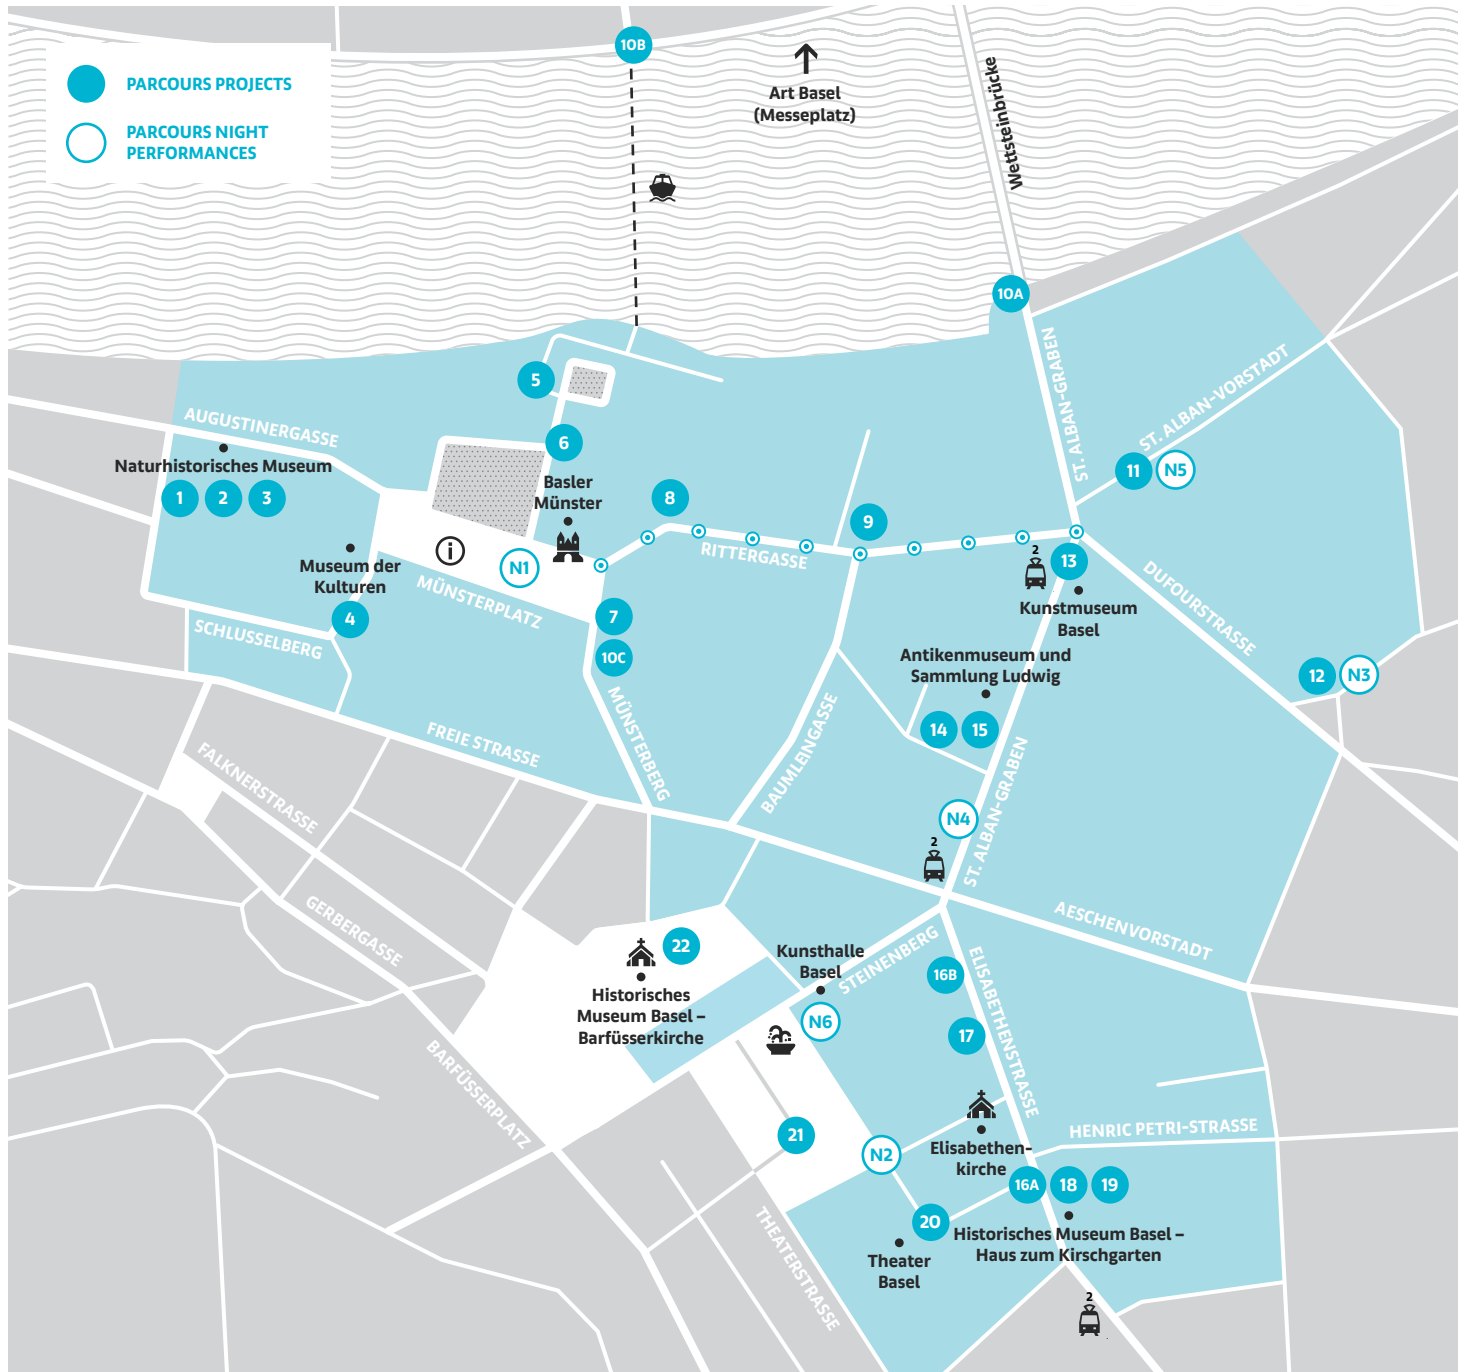 10B
PARCOURS PROJECTS
PARCOURS NIGHT
PERFORMANCES
Art Basel
(Messeplatz)
Wettsteinbrücke
10A
ST. ALBAN-GRABEN
ST. ALBAN-VORSTADT
5
6
AUGUSTINERGASSE
Naturhistorisches Museum
1
2
3
Basler
Münster
8
9
11
N5
RITTERGASSE
i
N1
2
13
Kunstmuseum
Basel
DUFOURSTRASSE
Museum der
Kulturen
4
MÜNSTERPLATZ
SCHLUSSELBERG
7
10C
MÜNSTERBERG
Antikenmuseum und
Sammlung Ludwig
14
15
12
N3
FREIE STRASSE
BAUMLEINGASSE
ST. ALBAN-GRABEN
N4
2
FALKNERSTRASSE
GERBERGASSE
AESCHENVORSTADT
22
Historisches
Museum Basel –
Barfüsserkirche
Kunsthalle
Basel
STEINENBERG
N6
16B
ELISABETHENSTRASSE
17
BARFÜSSERPLATZ
21
N2
Elisabethen-
kirche
HENRIC PETRI-STRASSE
16A
18
19
20
Historisches Museum Basel –
Haus zum Kirschgarten
Theater
Basel
THEATERSTRASSE
2